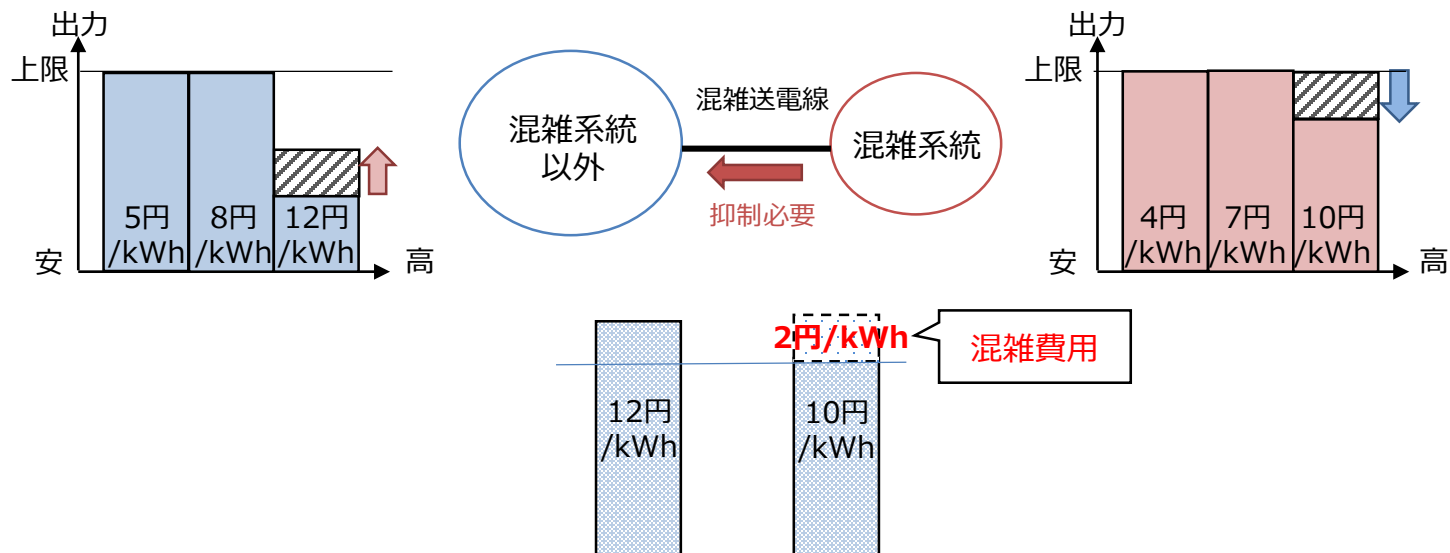 出力
上限
5円
/kWh
8円
/kWh
12円
/kWh
安
高
混雑系統
以外
混雑送電線
抑制必要
混雑系統
出力
上限
4円
/kWh
7円
/kWh
10円
/kWh
安
高
12円
/kWh
2円/kWh
10円
/kWh
混雑費用